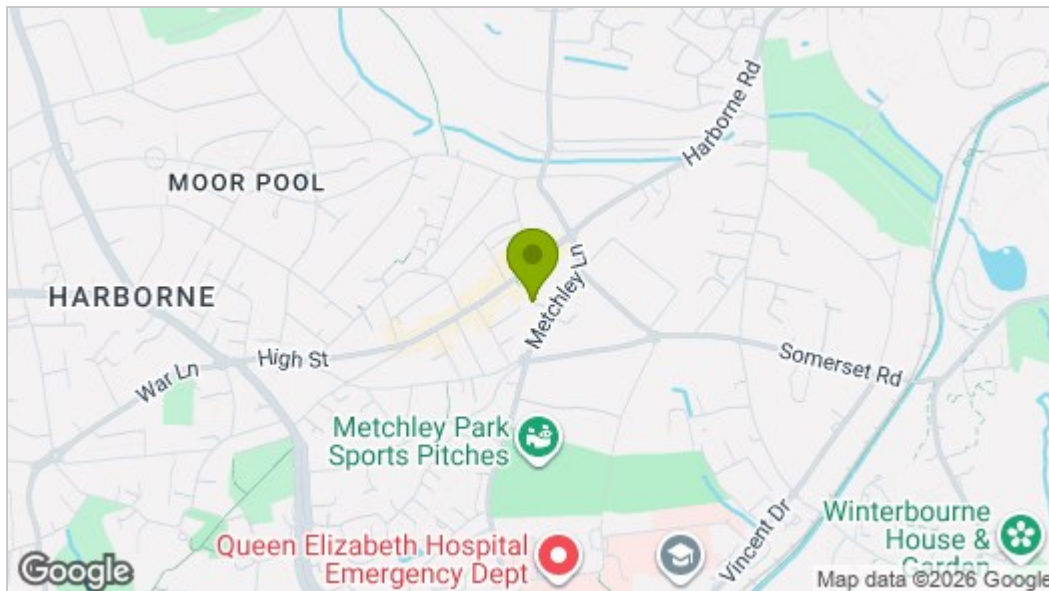 Harborne Rd
MOOR POOL
Metchley Ln
HARBORNE
High St
War Ln
Somerset Rd
Metchley Park
Sports Pitches
Winterbourne
House &
Garden
Vincent Dr
Queen Elizabeth Hospital
Emergency Dept
Google
Map data ©2026 Google